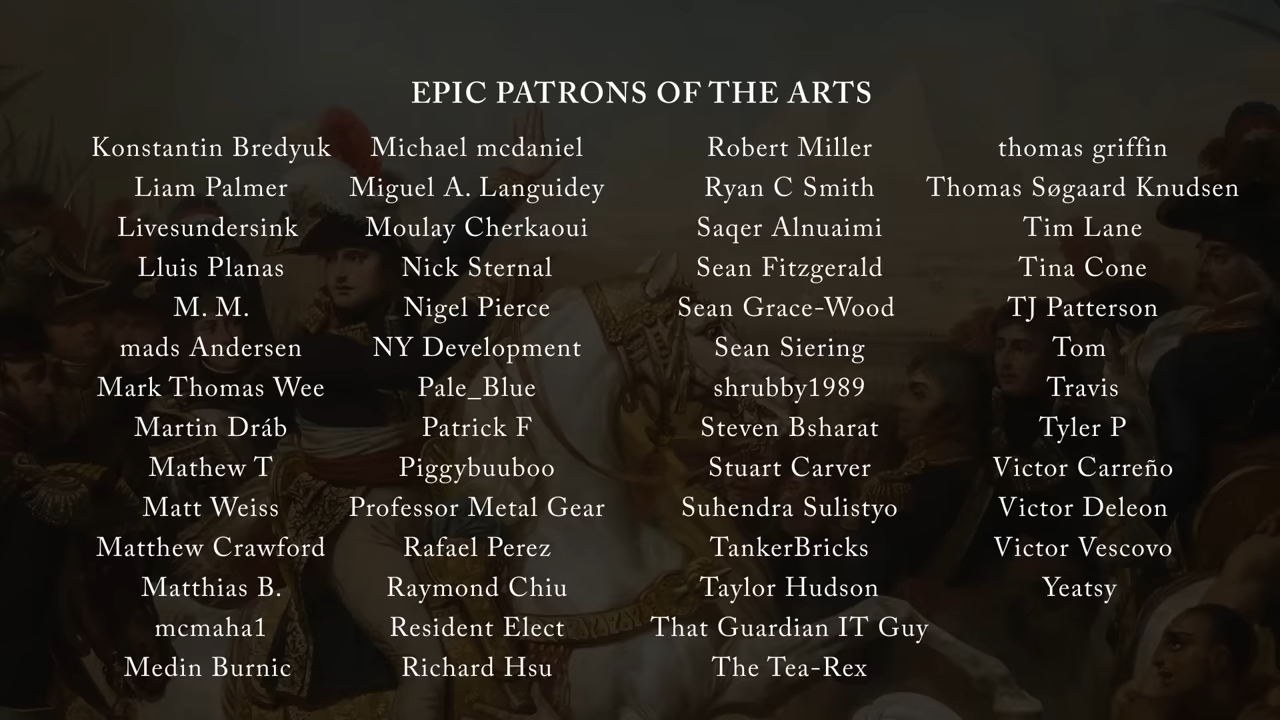 EPIC PATRONS OF THE ARTS
Konstantin Bredyuk
Liam Palmer
Livesundersink
Lluis Planas
M. M.
mads Andersen
Mark Thomas Wee
Martin Dráb
Mathew T
Matt Weiss
Matthew Crawford
Matthias B.
mcmaha1
Medin Burnic
Michael mcdaniel
Miguel A. Languidey
Moulay Cherkaoui
Nick Sternal
Nigel Pierce
NY Development
Pale_Blue
Patrick F
Piggybuuboo
Professor Metal Gear
Rafael Perez
Raymond Chiu
Resident Elect
Richard Hsu
Robert Miller
Ryan C Smith
Saqer Alnuaimi
Sean Fitzgerald
Sean Grace-Wood
Sean Siering
shrubby1989
Steven Bsharat
Stuart Carver
Suhendra Sulistyo
TankerBricks
Taylor Hudson
That Guardian IT Guy
The Tea-Rex
thomas griffin
Thomas Søgaard Knudsen
Tim Lane
Tina Cone
TJ Patterson
Tom
Travis
Tyler P
Victor Carreño
Victor Deleon
Victor Vescovo
Yeatsy